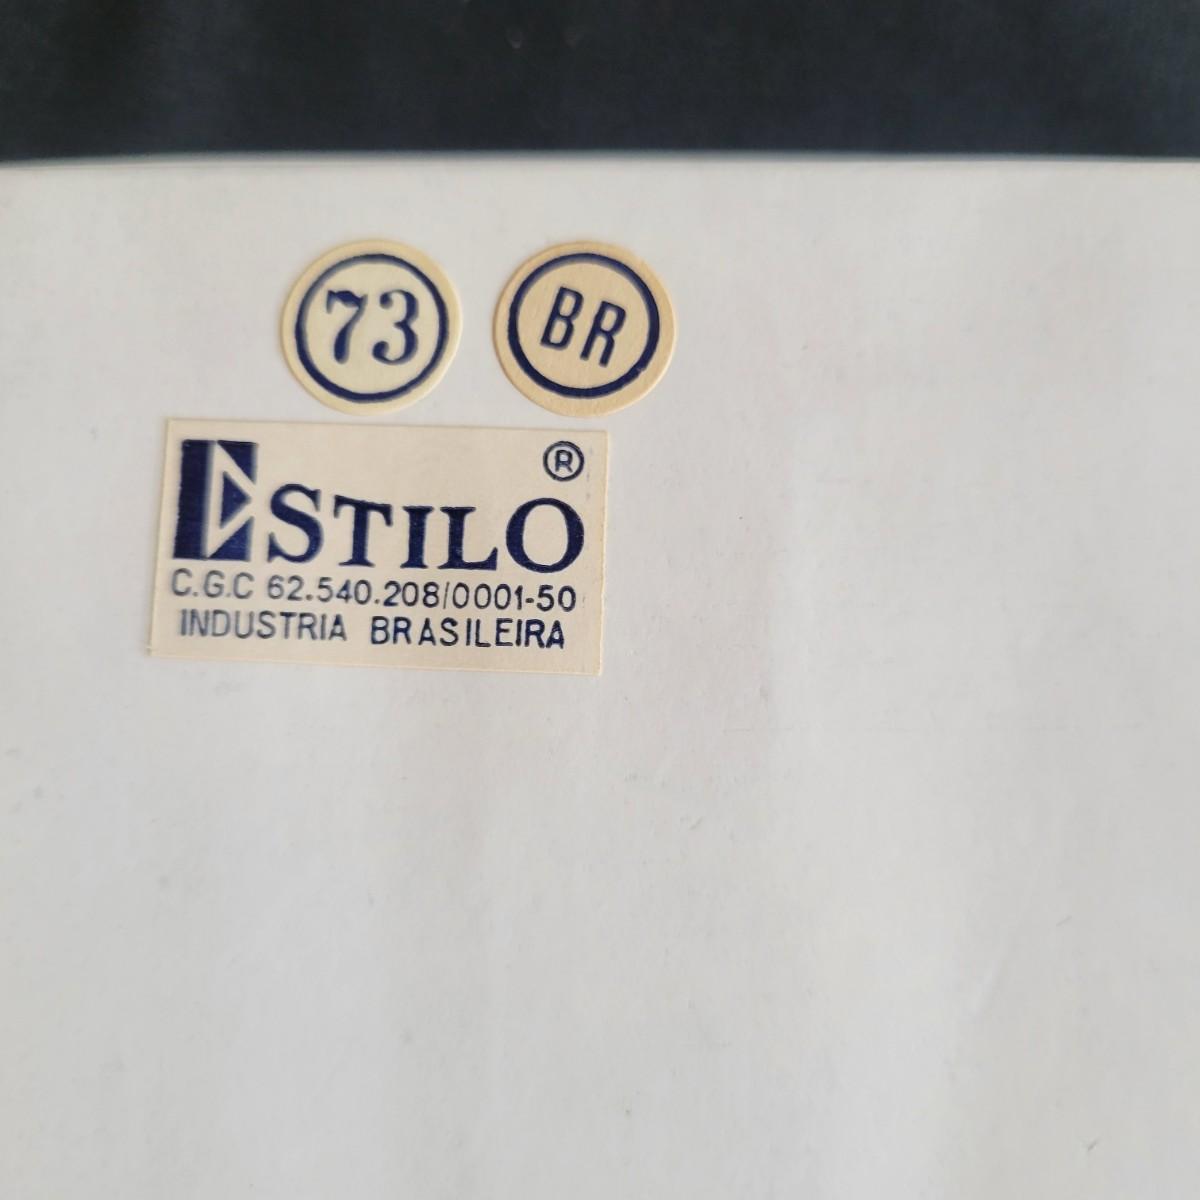 73
BR
ESTILO ®
C.G.C 62.540.208/0001-50
INDUSTRIA BRASILEIRA